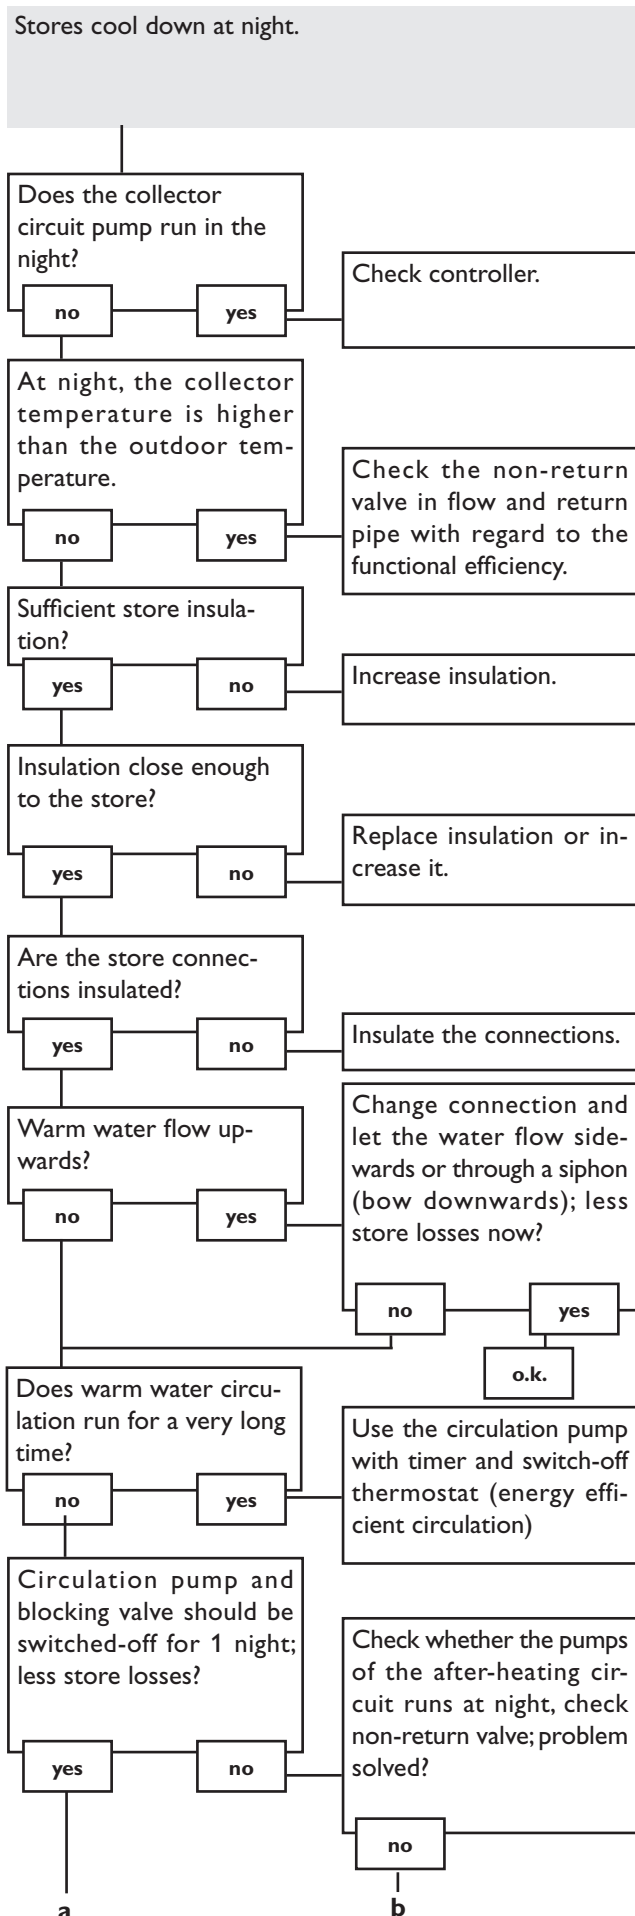 Stores cool down at night.
Does the collector
circuit pump run in the
night?
no
yes
Check controller.
At night, the collector
temperature is higher
than the outdoor tem-
perature.
no
yes
Check the non-return
valve in flow and return
pipe with regard to the
functional efficiency.
Sufficient store insula-
tion?
yes
no
Increase insulation.
Insulation close enough
to the store?
yes
no
Replace insulation or in-
crease it.
Are the store connec-
tions insulated?
yes
no
Insulate the connections.
Warm water flow up-
wards?
no
yes
Change connection and
let the water flow side-
wards or through a siphon
(bow downwards); less
store losses now?
no
yes
o.k.
Does warm water circu-
lation run for a very long
time?
no
yes
Use the circulation pump
with timer and switch-off
thermostat (energy effi-
cient circulation)
Circulation pump and
blocking valve should be
switched-off for 1 night;
less store losses?
yes
no
Check whether the pumps
of the after-heating cir-
cuit runs at night, check
non-return valve; problem
solved?
no
a
b